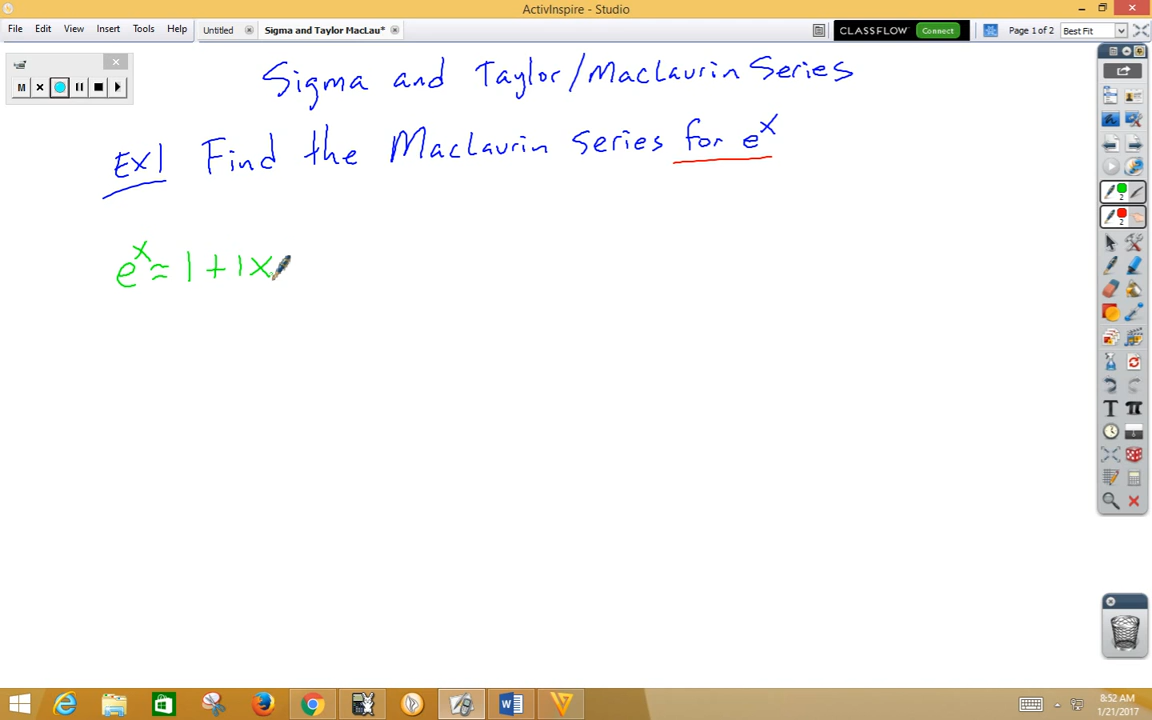 ActivInspire - Studio
File Edit View Insert Tools Help Untitled Sigma and Taylor MacLau* CLASSFLOW Connect Page 1 of 2 Best Fit
M
2
2
T π
Sigma and Taylor/Maclaurin Series
EX1 Find the Maclaurin series for e^x
e^x ≈ 1 + 1x
8:52 AM
1/21/2017